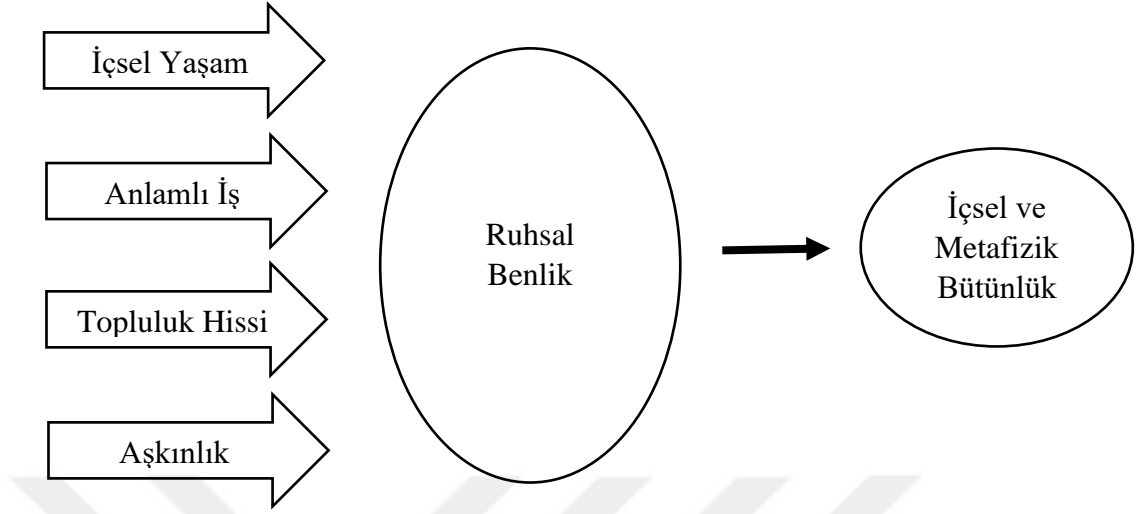 İçsel Yaşam
Anlamlı İş
Topluluk Hissi
Aşkınlık
Ruhsal
Benlik
İçsel ve
Metafizik
Bütünlük